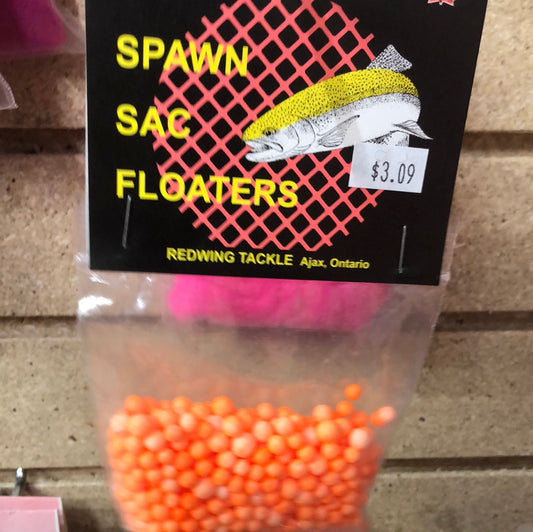 SPAWN
SAC
FLOATERS
$3.09
REDWING TACKLE Ajax, Ontario